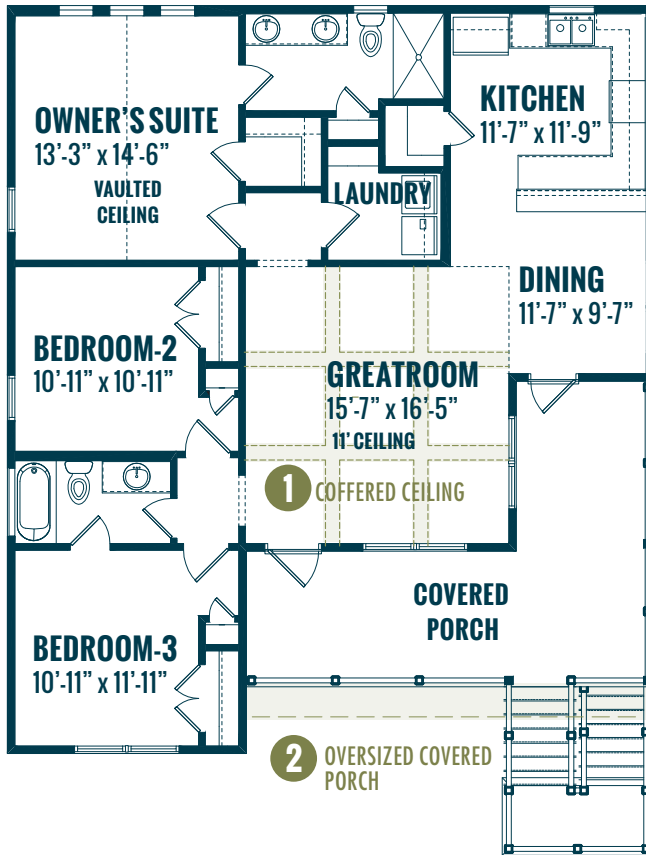 OWNER'S SUITE
13'-3" x 14'-6"
VAULTED
CEILING
KITCHEN
11'-7" x 11'-9"
LAUNDRY
DINING
11'-7" x 9'-7"
BEDROOM-2
10'-11" x 10'-11"
GREATROOM
15'-7" x 16'-5"
11' CEILING
1 COFFERED CEILING
COVERED
PORCH
BEDROOM-3
10'-11" x 11'-11"
2 OVERSIZED COVERED
PORCH